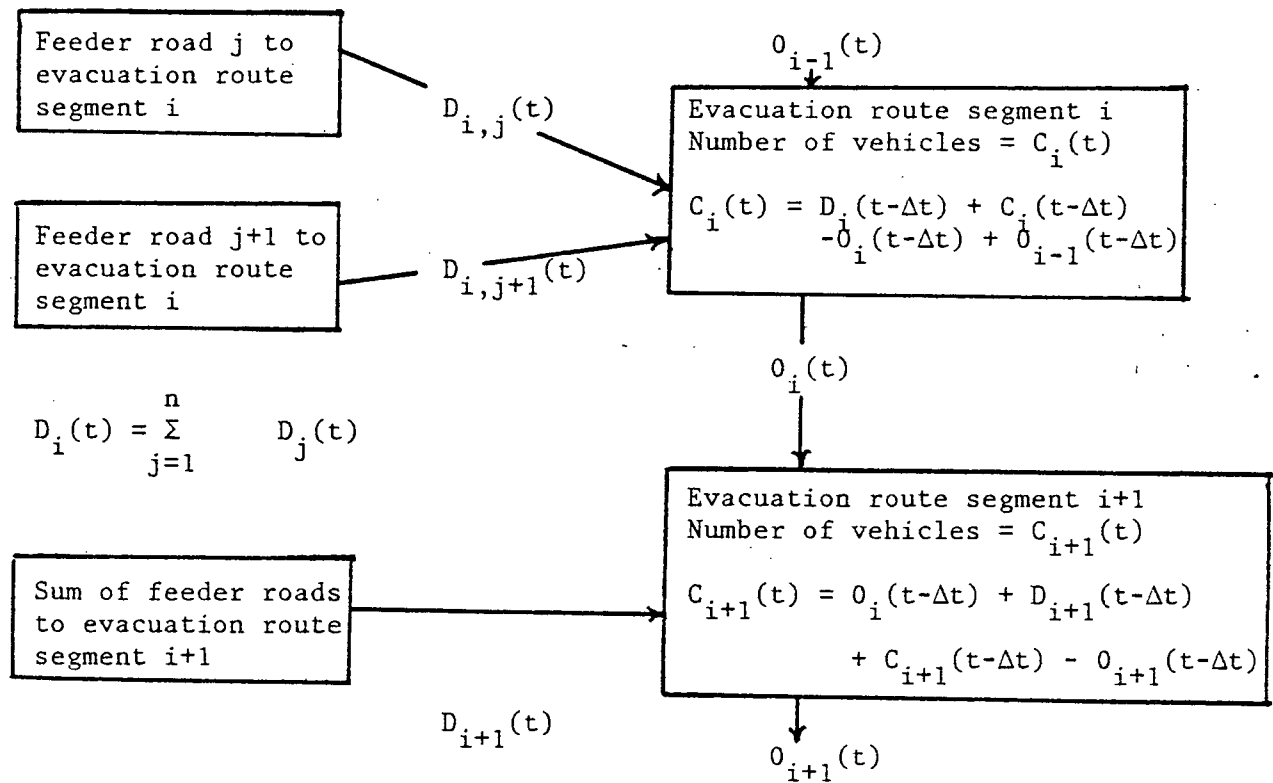 Feeder road j to
evacuation route
segment i
D_{i,j}(t)
O_{i-1}(t)
Evacuation route segment i
Number of vehicles = C_i(t)
C_i(t) = D_i(t-Δt) + C_i(t-Δt)
-O_i(t-Δt) + O_{i-1}(t-Δt)
Feeder road j+1 to
evacuation route
segment i
D_{i,j+1}(t)
O_i(t)
n
D_i(t) = Σ D_j(t)
j=1
Evacuation route segment i+1
Number of vehicles = C_{i+1}(t)
C_{i+1}(t) = O_i(t-Δt) + D_{i+1}(t-Δt)
+ C_{i+1}(t-Δt) - O_{i+1}(t-Δt)
Sum of feeder roads
to evacuation route
segment i+1
D_{i+1}(t)
O_{i+1}(t)